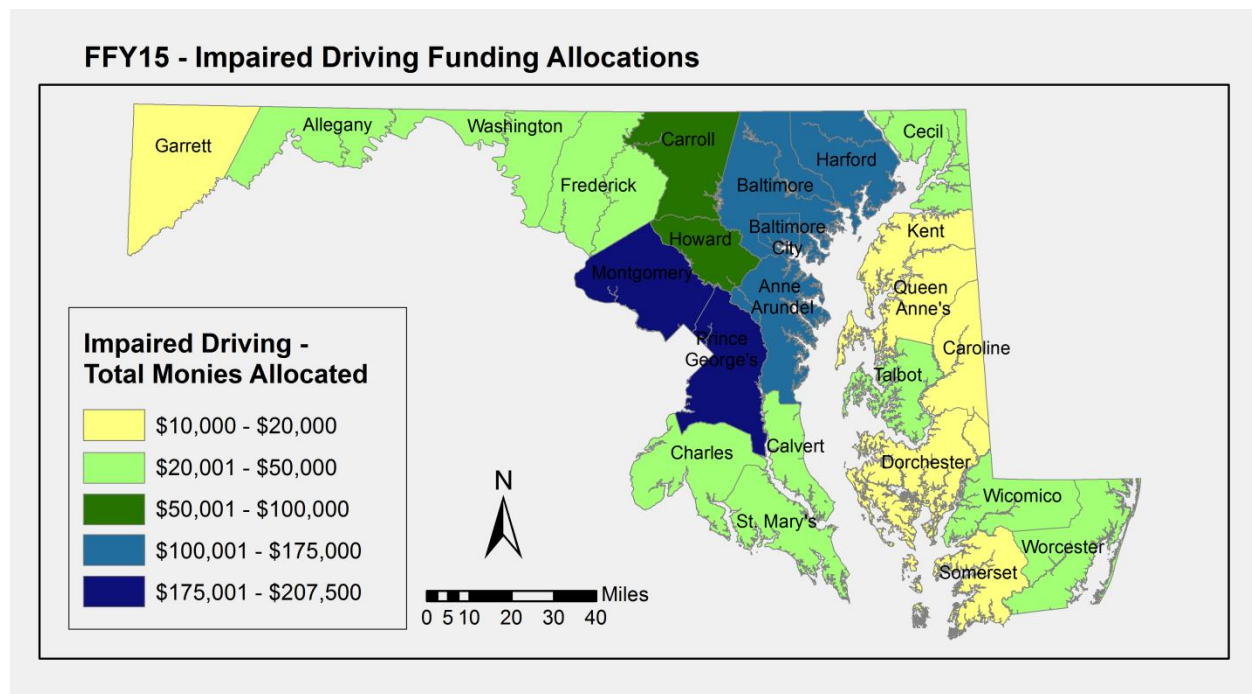 FFY15 - Impaired Driving Funding Allocations
Garrett
Allegany
Washington
Frederick
Carroll
Baltimore
Harford
Cecil
Howard
Baltimore
City
Kent
Montgomery
Anne
Arundel
Queen
Anne's
Prince
George's
Caroline
Talbot
Charles
Calvert
Dorchester
St. Mary's
Wicomico
Worcester
Somerset
Impaired Driving -
Total Monies Allocated
$10,000 - $20,000
$20,001 - $50,000
$50,001 - $100,000
$100,001 - $175,000
$175,001 - $207,500
N
Miles
0 5 10 20 30 40